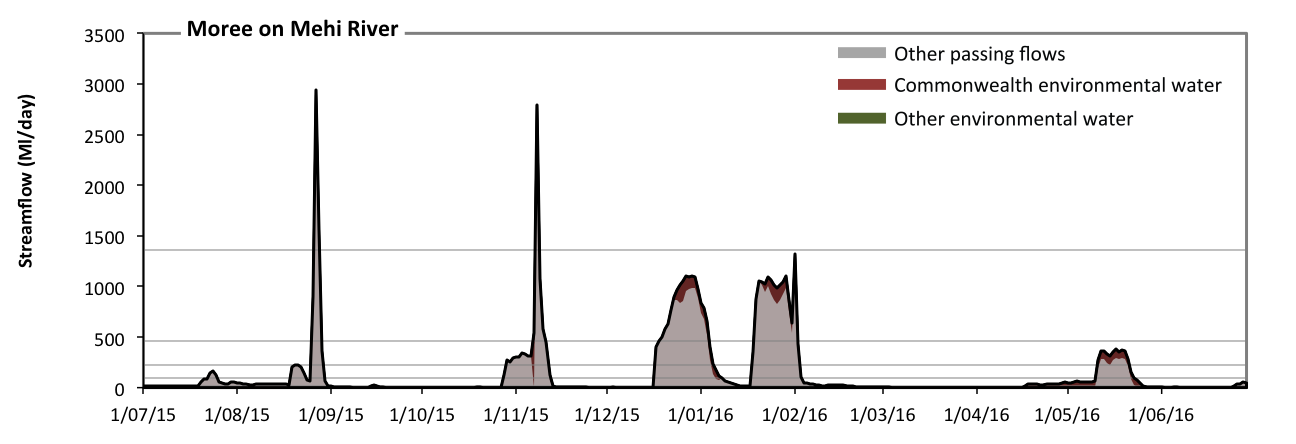 Moree on Mehi River
Streamflow (Ml/day)
3500
3000
2500
2000
1500
1000
500
0
Other passing flows
Commonwealth environmental water
Other environmental water
1/07/15 1/08/15 1/09/15 1/10/15 1/11/15 1/12/15 1/01/16 1/02/16 1/03/16 1/04/16 1/05/16 1/06/16